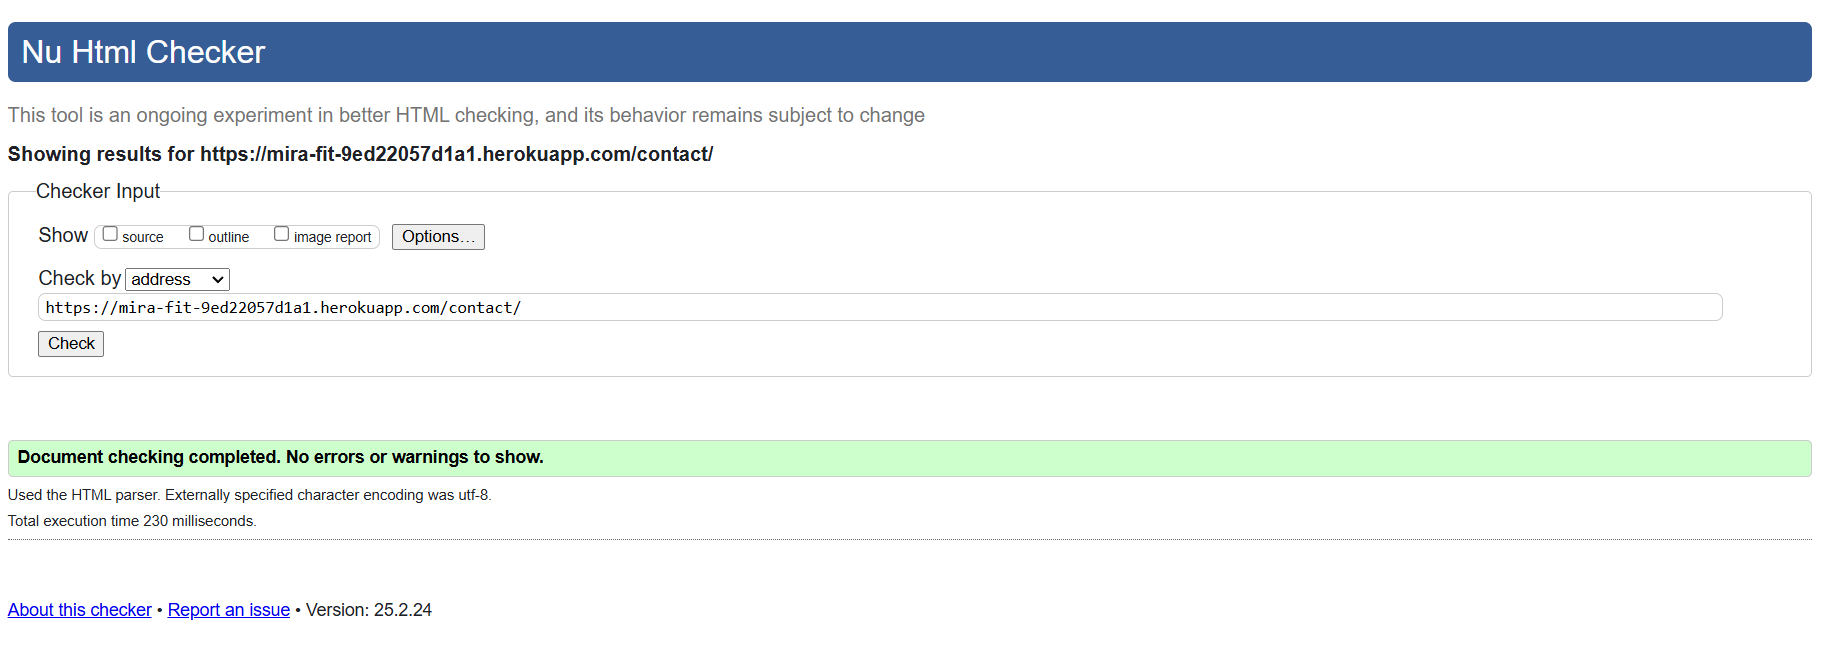 Nu Html Checker
This tool is an ongoing experiment in better HTML checking, and its behavior remains subject to change
Showing results for https://mira-fit-9ed22057d1a1.herokuapp.com/contact/
Checker Input
Show source outline image report Options…
Check by address
https://mira-fit-9ed22057d1a1.herokuapp.com/contact/
Check
Document checking completed. No errors or warnings to show.
Used the HTML parser. Externally specified character encoding was utf-8.
Total execution time 230 milliseconds.
About this checker • Report an issue • Version: 25.2.24